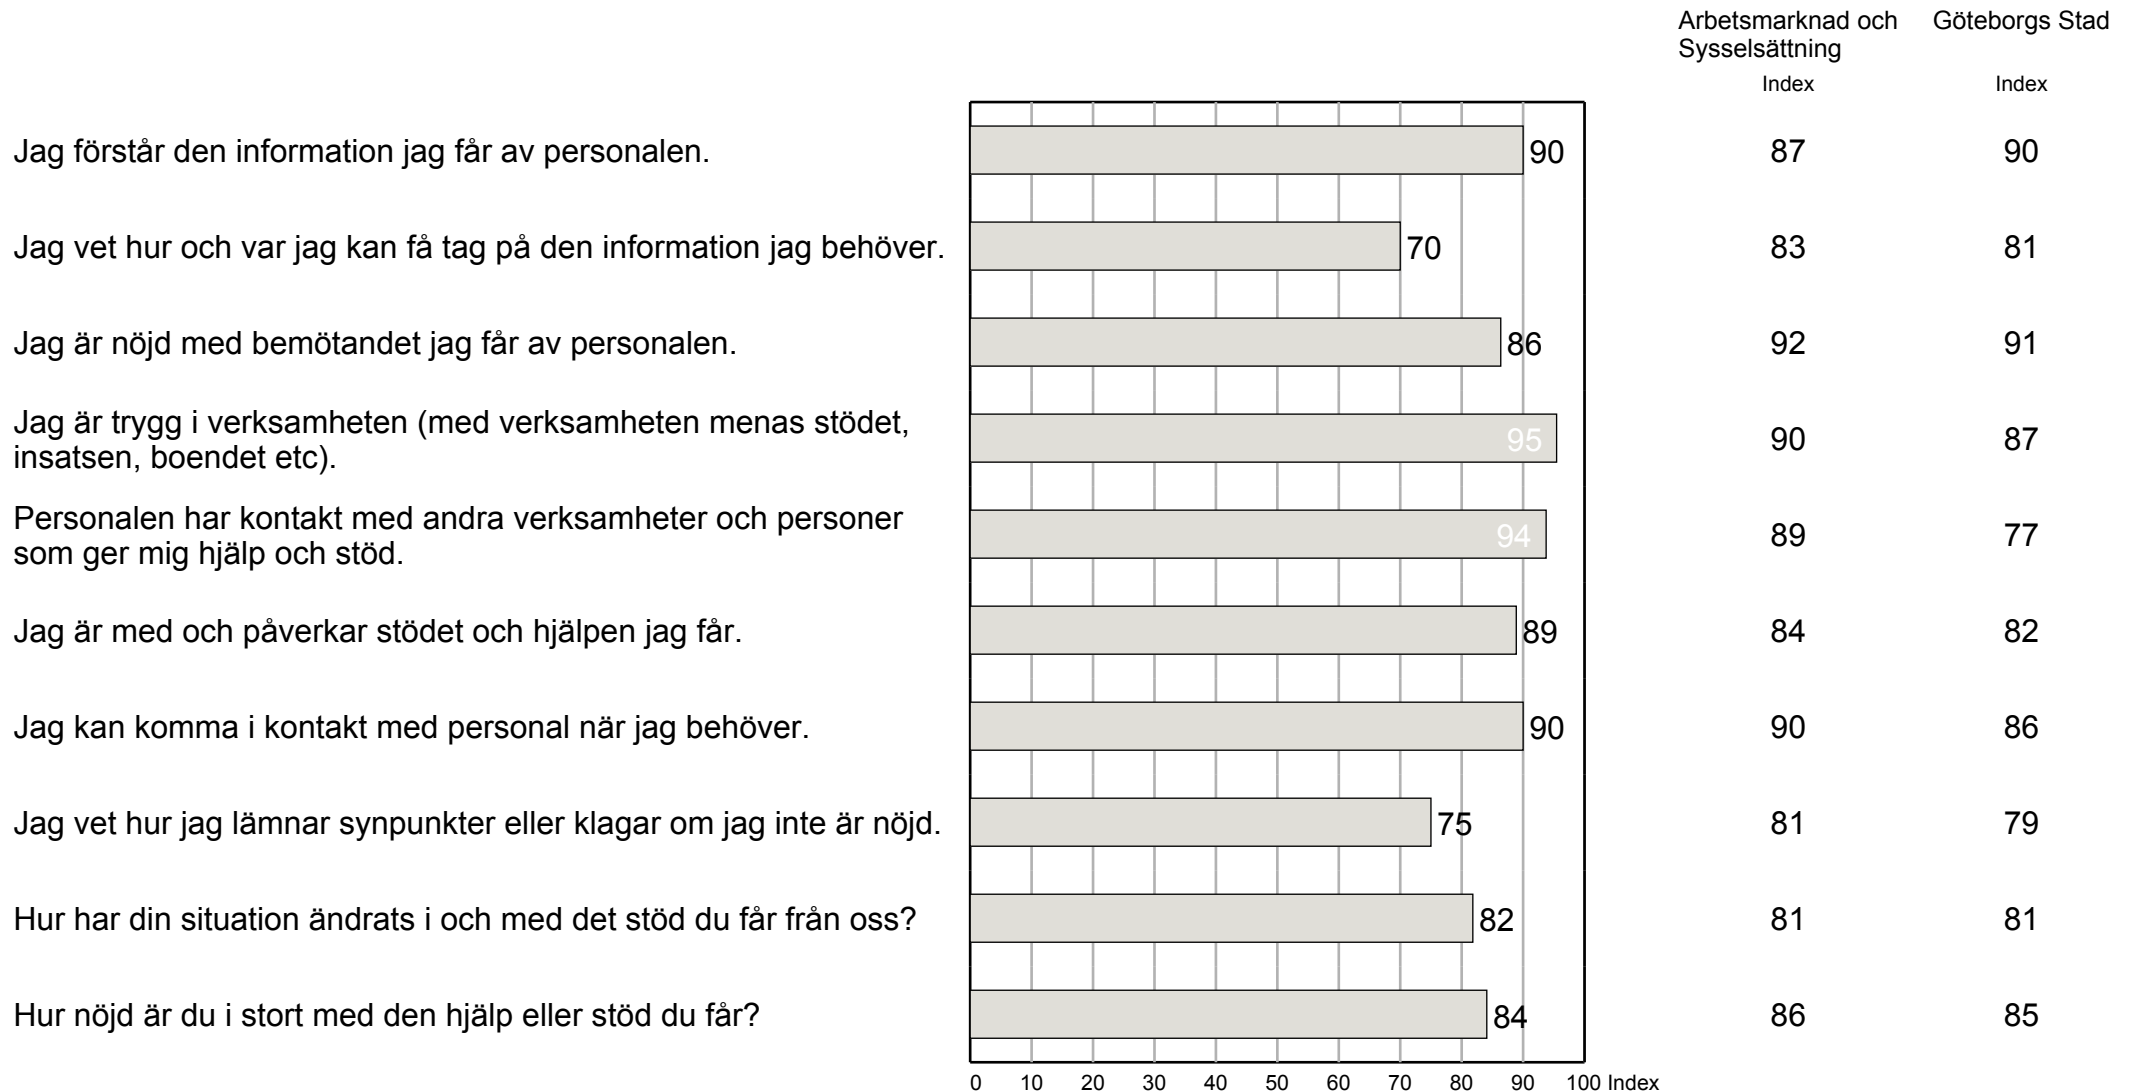 Arbetsmarknad och Göteborgs Stad
Sysselsättning
Index Index
Jag förstår den information jag får av personalen. 90 87 90
Jag vet hur och var jag kan få tag på den information jag behöver. 70 83 81
Jag är nöjd med bemötandet jag får av personalen. 86 92 91
Jag är trygg i verksamheten (med verksamheten menas stödet,
insatsen, boendet etc). 95 90 87
Personalen har kontakt med andra verksamheter och personer
som ger mig hjälp och stöd. 94 89 77
Jag är med och påverkar stödet och hjälpen jag får. 89 84 82
Jag kan komma i kontakt med personal när jag behöver. 90 90 86
Jag vet hur jag lämnar synpunkter eller klagar om jag inte är nöjd. 75 81 79
Hur har din situation ändrats i och med det stöd du får från oss? 82 81 81
Hur nöjd är du i stort med den hjälp eller stöd du får? 84 86 85
0 10 20 30 40 50 60 70 80 90 100 Index